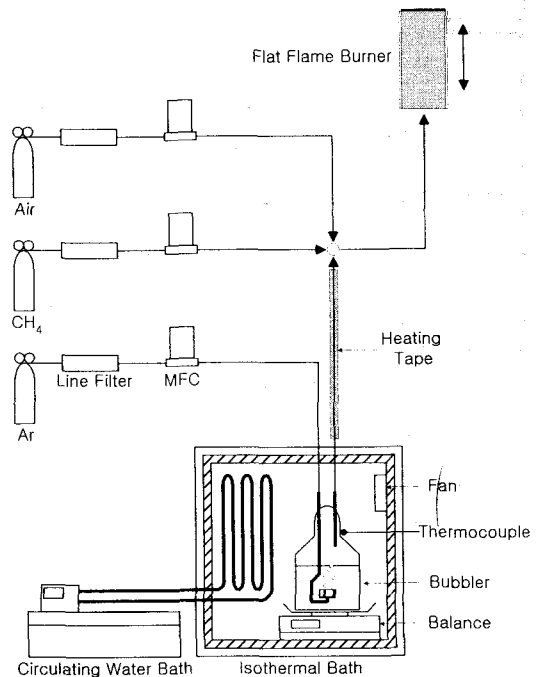 Flat Flame
Burner
Air
CH₄
Heating
Tape
Line Filter
MFC
Ar
Fan
Thermocouple
Bubbler
Balance
Circulating Water Bath
Isothermal Bath